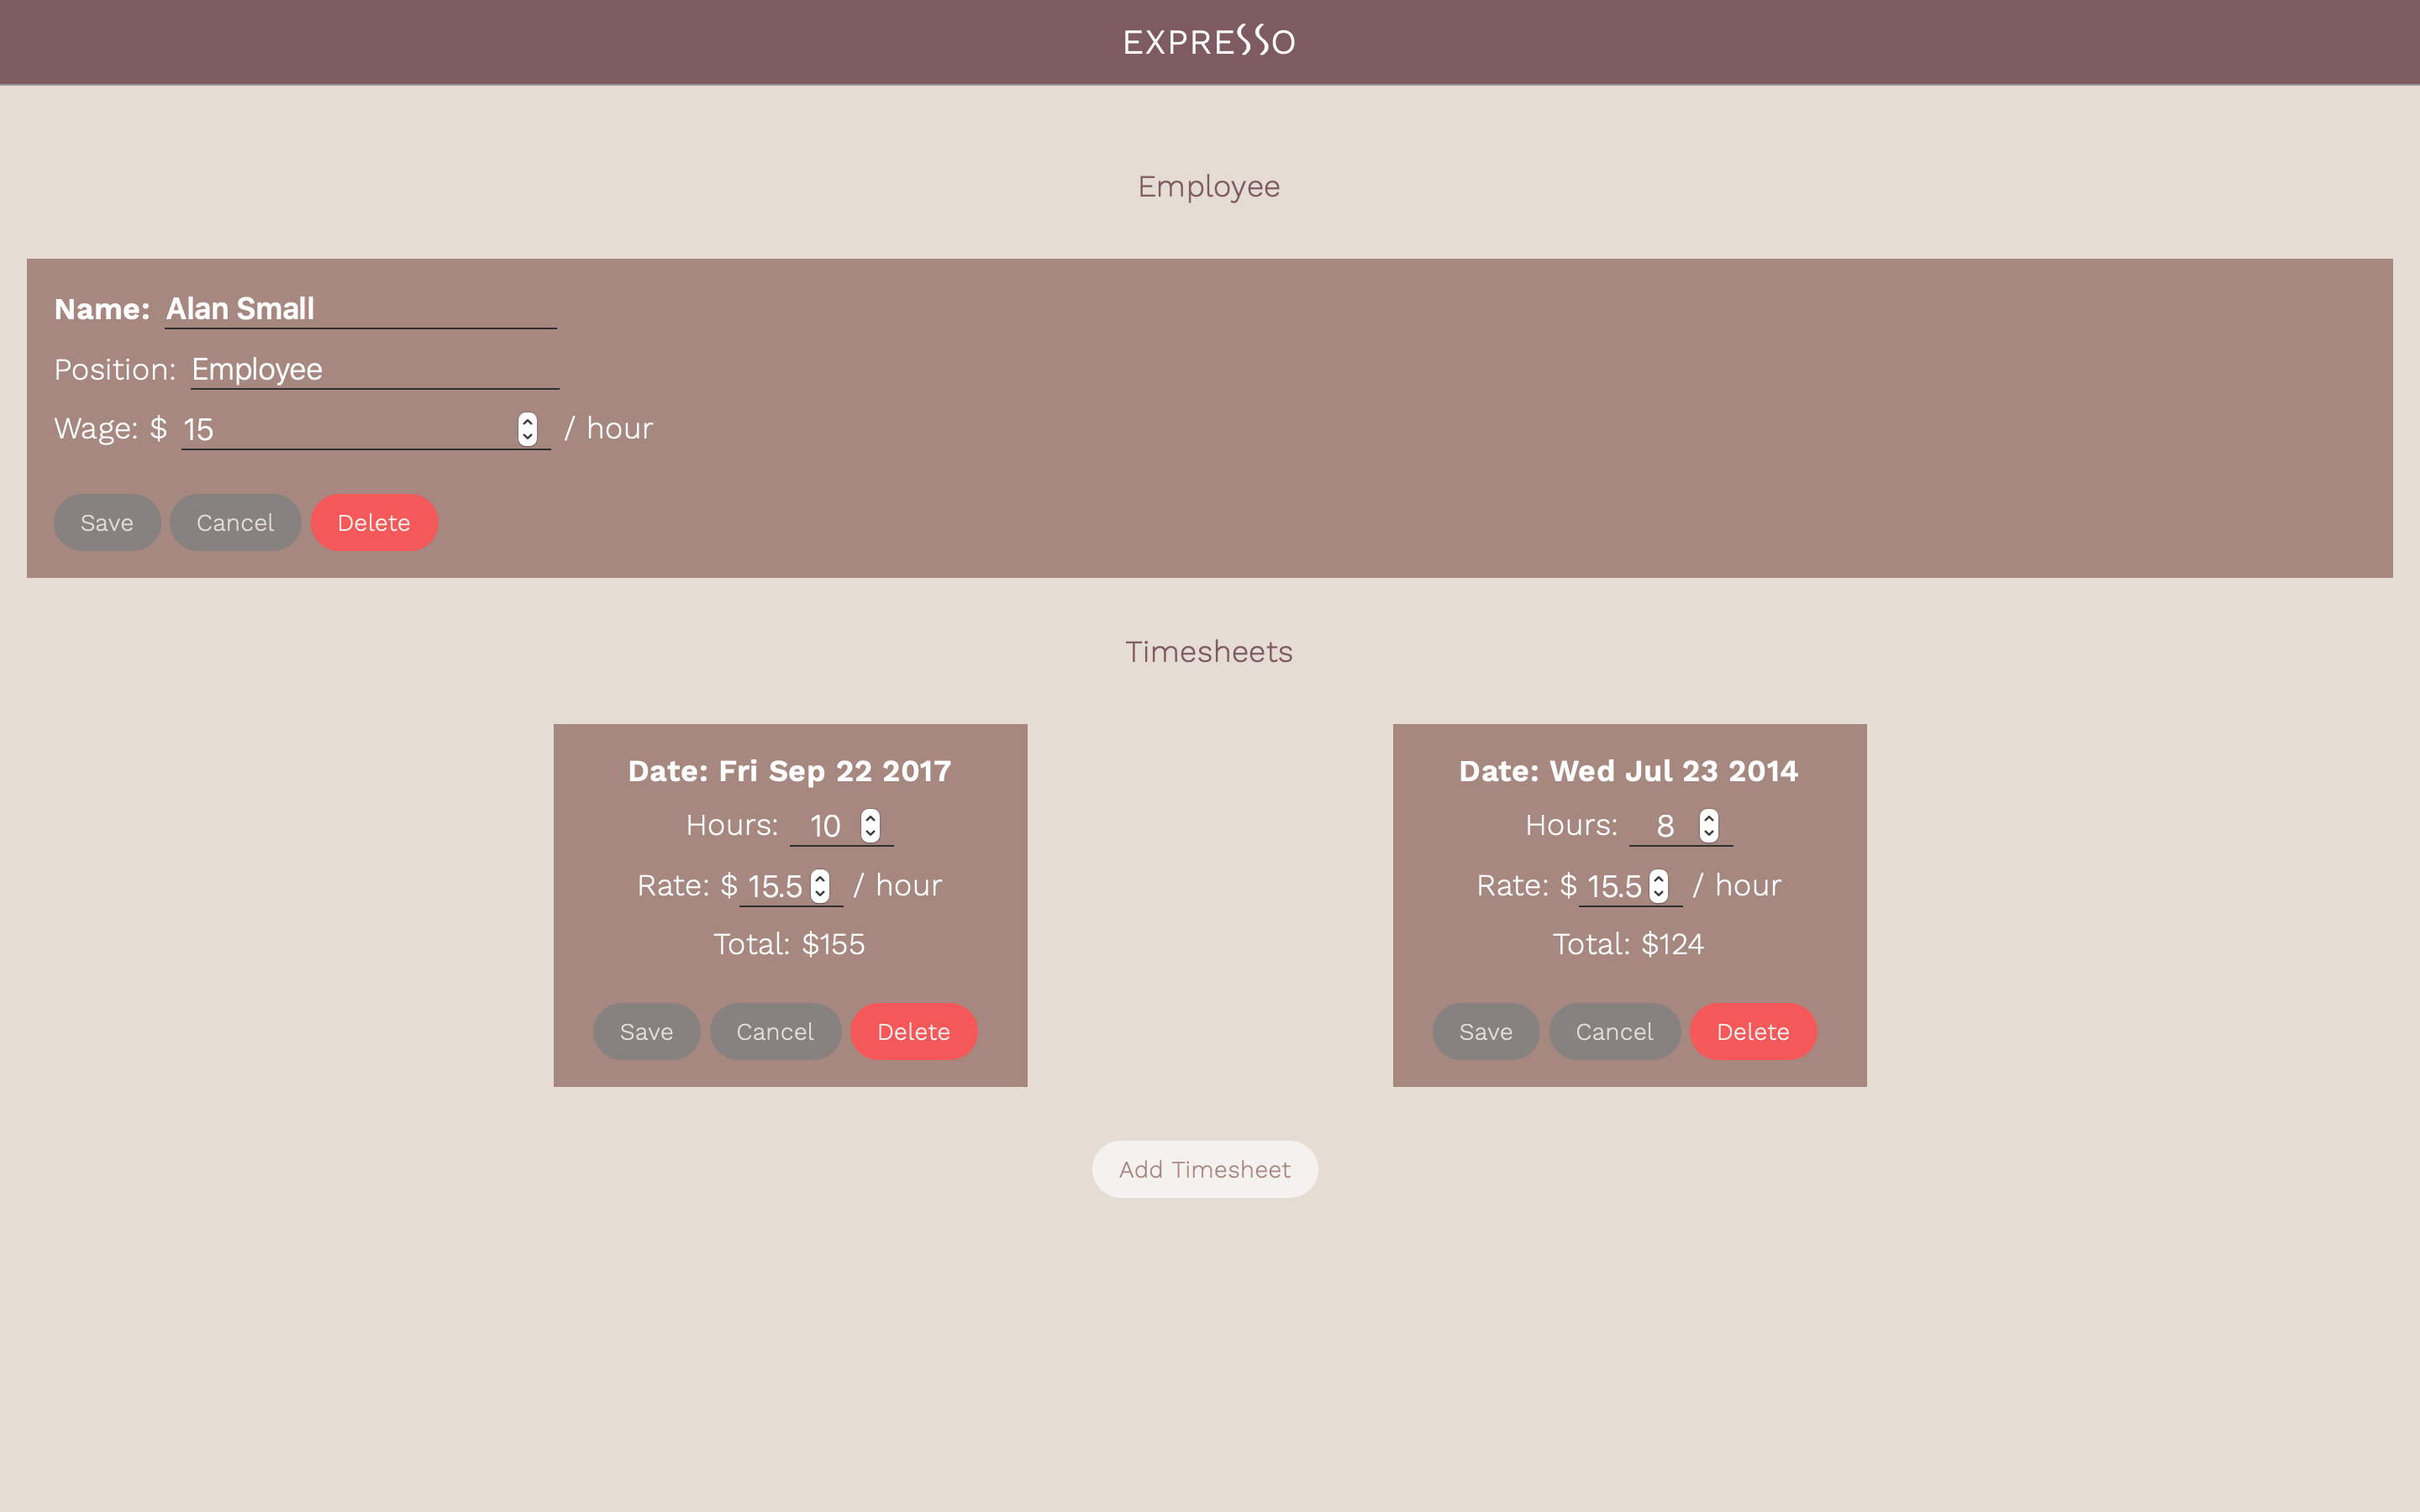 EXPRESSO
Employee
Name: Alan Small
Position: Employee
Wage: $ 15 / hour
Save Cancel Delete
Timesheets
Date: Fri Sep 22 2017
Hours: 10
Rate: $ 15.5 / hour
Total: $155
Save Cancel Delete
Date: Wed Jul 23 2014
Hours: 8
Rate: $ 15.5 / hour
Total: $124
Save Cancel Delete
Add Timesheet